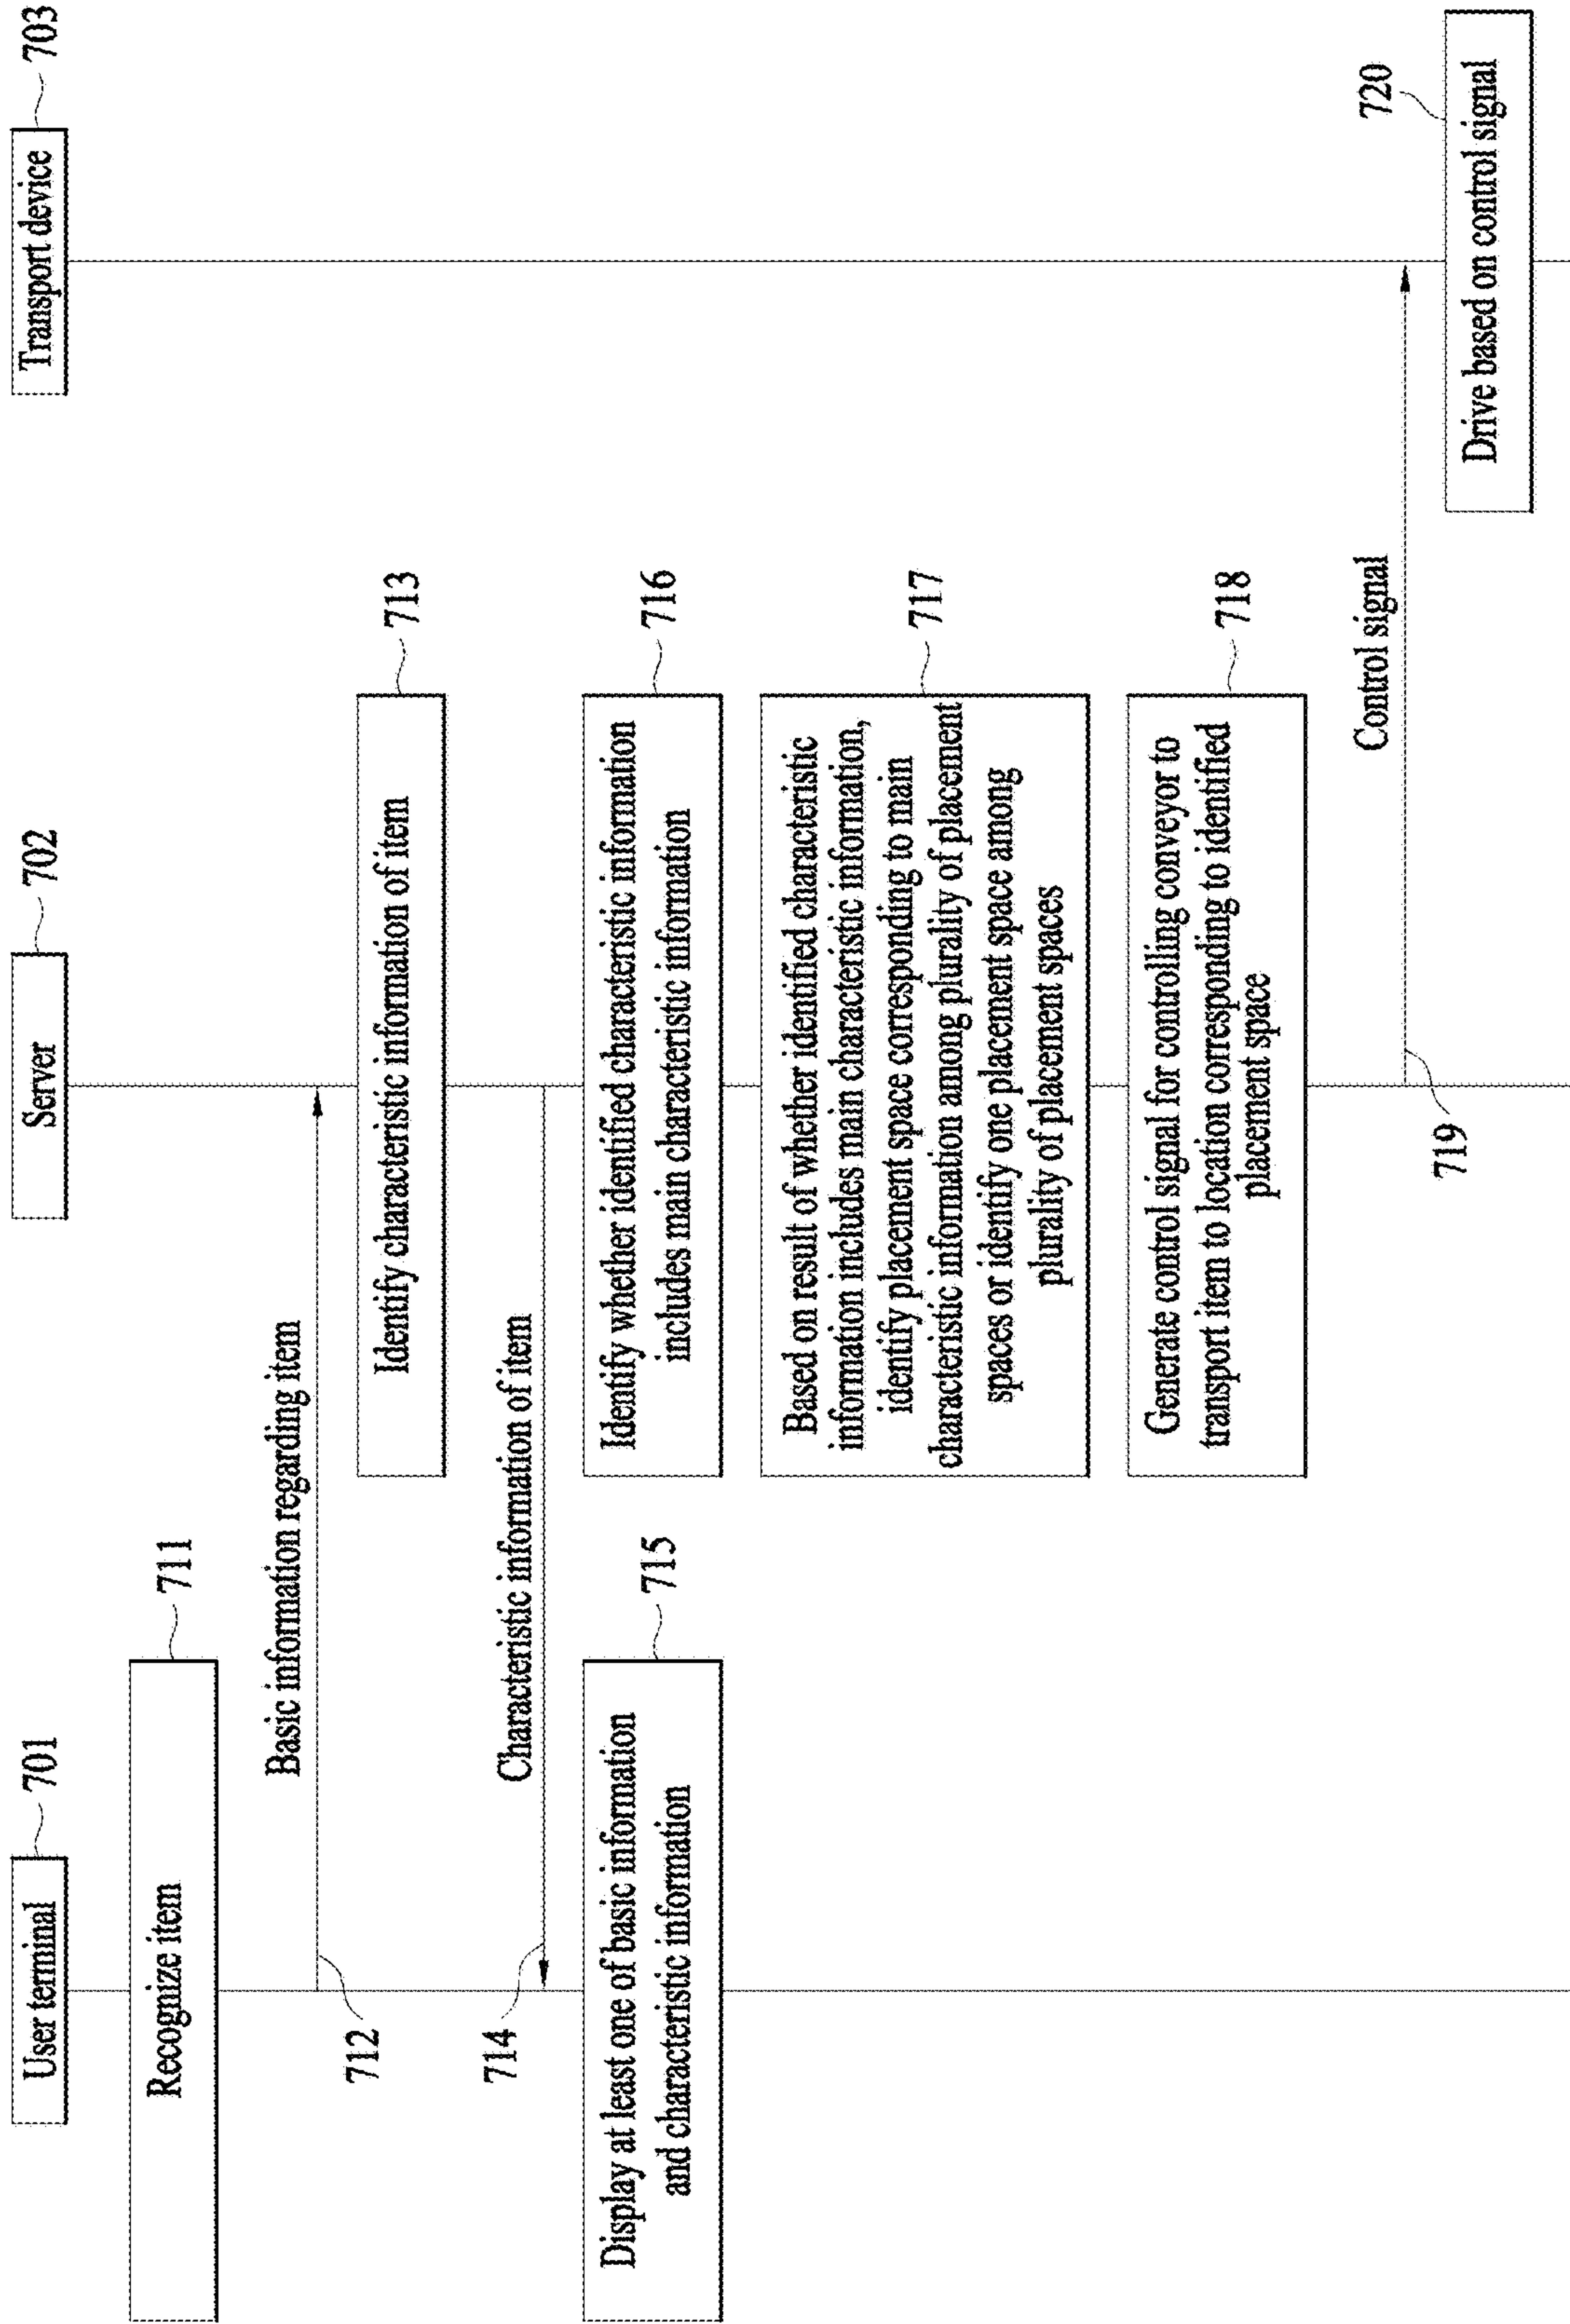 User terminal
701
Server
702
Transport device
703
Recognize item
711
Basic information regarding item
712
Identify characteristic information of item
713
Characteristic information of item
714
Display at least one of basic information
and characteristic information
715
Identify whether identified characteristic information
includes main characteristic information
716
Based on result of whether identified characteristic
information includes main characteristic information,
identify placement space corresponding to main
characteristic information among plurality of placement
spaces or identify one placement space among
plurality of placement spaces
717
Generate control signal for controlling conveyor to
transport item to location corresponding to identified
placement space
718
Control signal
719
Drive based on control signal
720